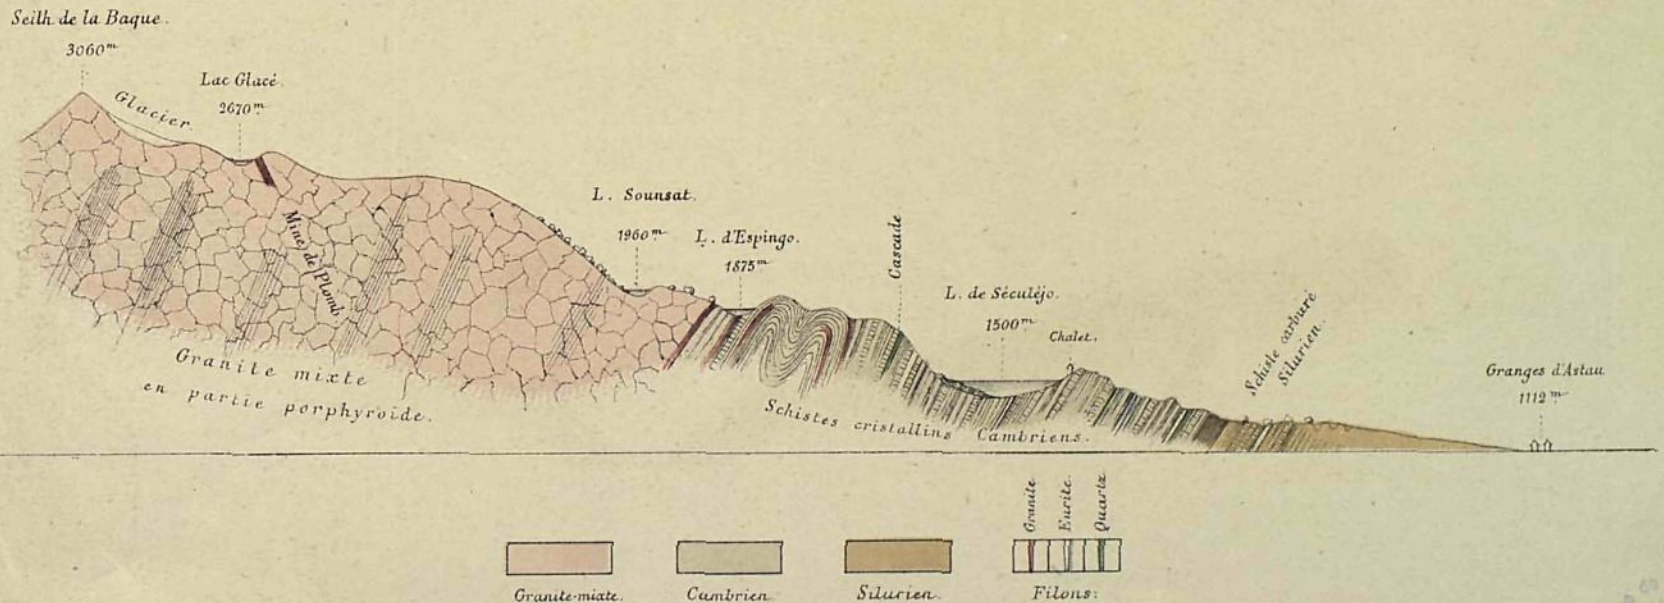 Seilh de la Baque.
3060m
Glacier.
Lac Glacé.
2670m
Mine de Plomb
L. Sounsat.
1960m
L. d'Espingo.
1875m
Cascade
L. de Séculéjo.
1500m
Chalet.
Schiste carburé
Silurien.
Granges d'Astau
1112m
Granite mixte
en partie porphyroïde.
Schistes cristallins Cambriens.
Granite-mixte.
Cambrien
Silurien.
Granite
Eurite
Quartz
Filons: